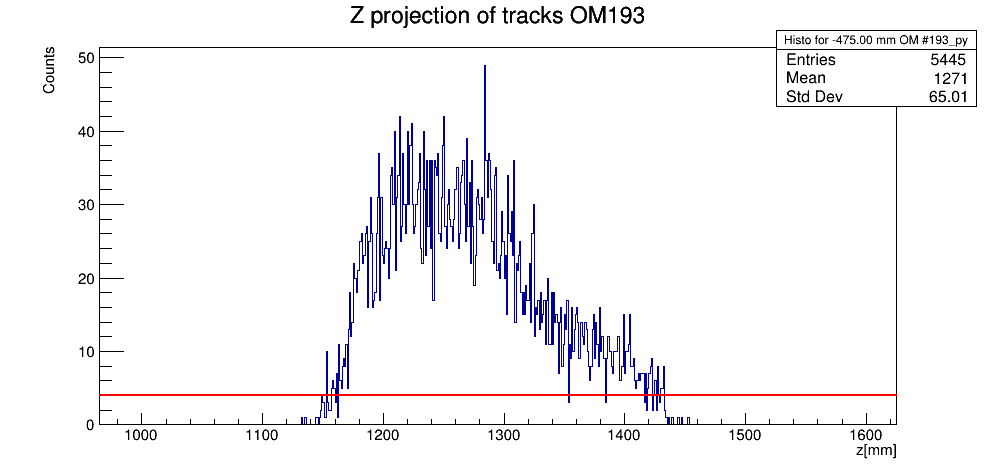 Z projection of tracks OM193
Histo for -475.00 mm OM #193_py
Entries 5445
Mean 1271
Std Dev 65.01
Counts
50
40
30
20
10
0
1000 1100 1200 1300 1400 1500 1600
z[mm]